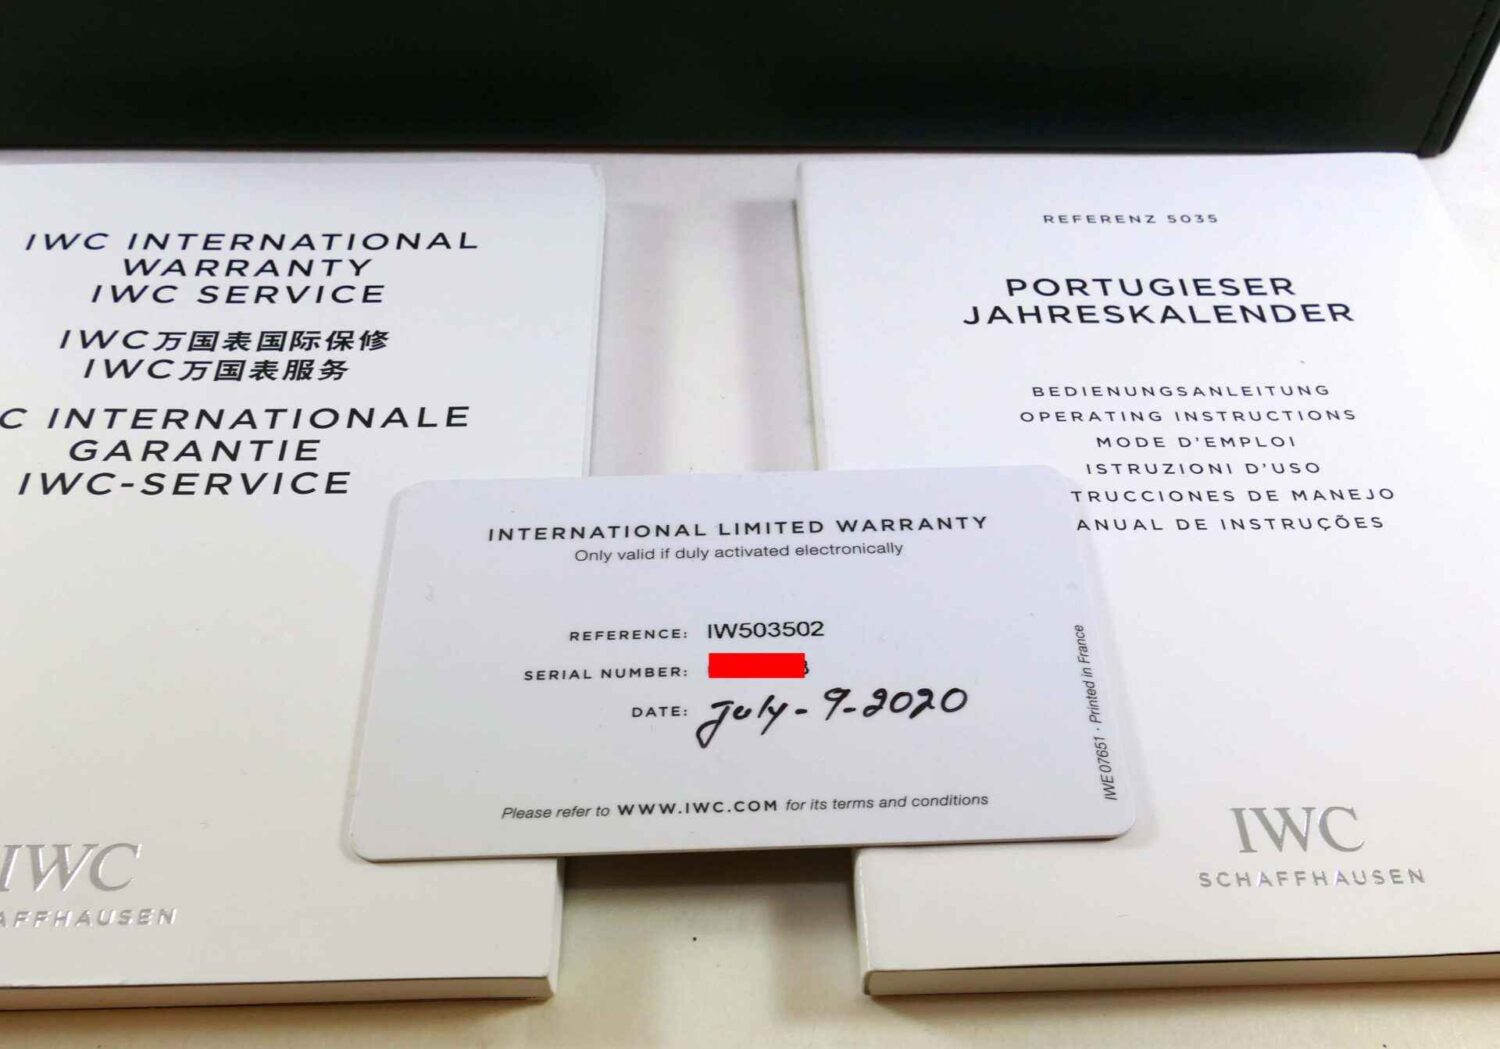 IWC INTERNATIONAL
WARRANTY
IWC SERVICE
IWC万国表国际保修
IWC万国表服务
C INTERNATIONALE
GARANTIE
IWC-SERVICE
IWC
AFFHAUSEN
REFERENZ 5035
PORTUGIESER
JAHRESKALENDER
BEDIENUNGSANLEITUNG
OPERATING INSTRUCTIONS
MODE D'EMPLOI
ISTRUZIONI D'USO
TRUCCIONES DE MANEJO
ANUAL DE INSTRUÇÕES
IWC
SCHAFFHAUSEN
INTERNATIONAL LIMITED WARRANTY
Only valid if duly activated electronically
REFERENCE: IW503502
SERIAL NUMBER:
DATE: July-9-2020
Please refer to WWW.IWC.COM for its terms and conditions
IWE 07651 · Printed in France